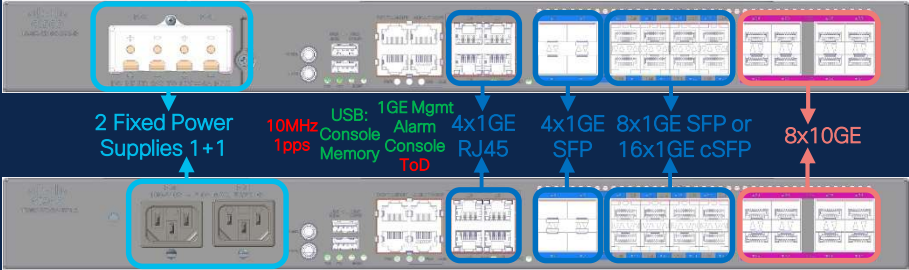 2 Fixed Power
Supplies 1+1
10MHz
1pps
USB:
Console
Memory
1GE Mgmt
Alarm
Console
ToD
4x1GE
RJ45
4x1GE
SFP
8x1GE SFP or
16x1GE cSFP
8x10GE